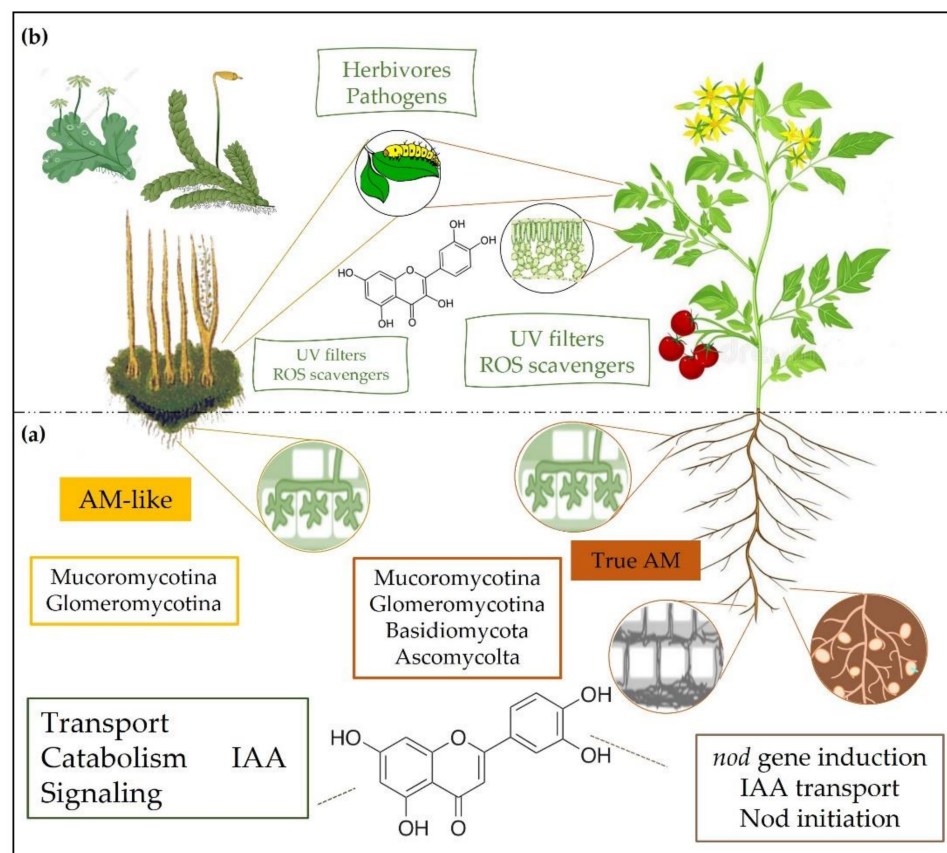 (b)
Herbivores
Pathogens
OH
OH
HO
O
OH
OH
O
UV filters
ROS scavengers
UV filters
ROS scavengers
(a)
AM-like
True AM
Mucoromycotina
Glomeromycotina
Mucoromycotina
Glomeromycotina
Basidiomycota
Ascomycolta
Transport
Catabolism IAA
Signaling
OH
HO
O
OH
OH
O
nod gene induction
IAA transport
Nod initiation